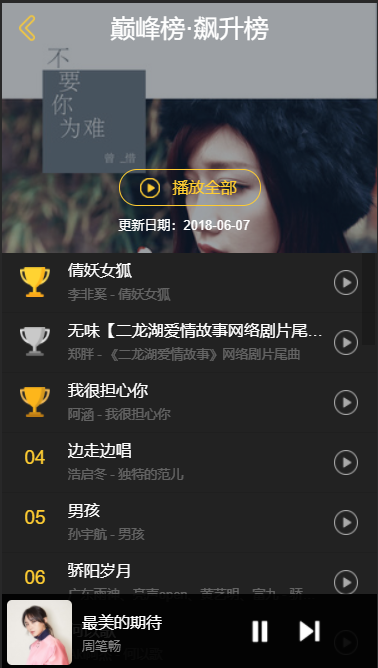 巅峰榜·飙升榜
不
要
你
为难
曾_惜
播放全部
更新日期：2018-06-07
倩妖女狐
李非奚 - 倩妖女狐
无味【二龙湖爱情故事网络剧片尾...
郑胖 - 《二龙湖爱情故事》网络剧尾曲
我很担心你
阿涵 - 我很担心你
04
边走边唱
浩启冬 - 独特的范儿
05
男孩
孙宇航 - 男孩
06
骄阳岁月
最美的期待
周笔畅